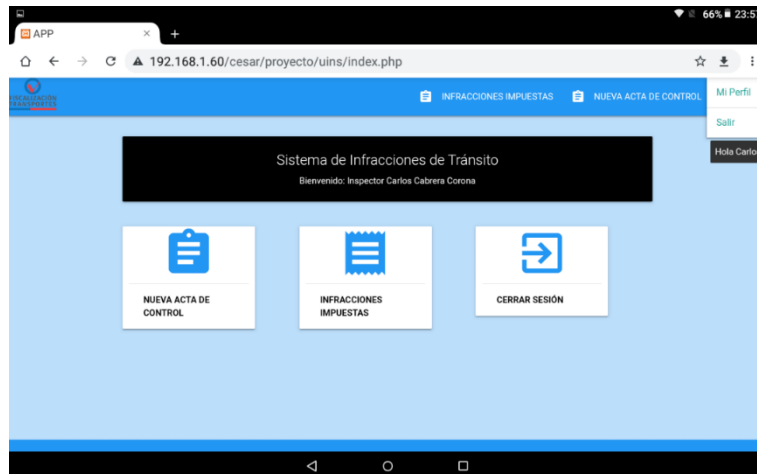 66% 23:5
APP
192.168.1.60/cesar/proyecto/uins/index.php
FISCALIZACIÓN
TRANSPORTES
INFRACCIONES IMPUESTAS
NUEVA ACTA DE CONTROL
Mi Perfil
Salir
Hola Carlo
Sistema de Infracciones de Tránsito
Bienvenido: Inspector Carlos Cabrera Corona
NUEVA ACTA DE
CONTROL
INFRACCIONES
IMPUESTAS
CERRAR SESIÓN